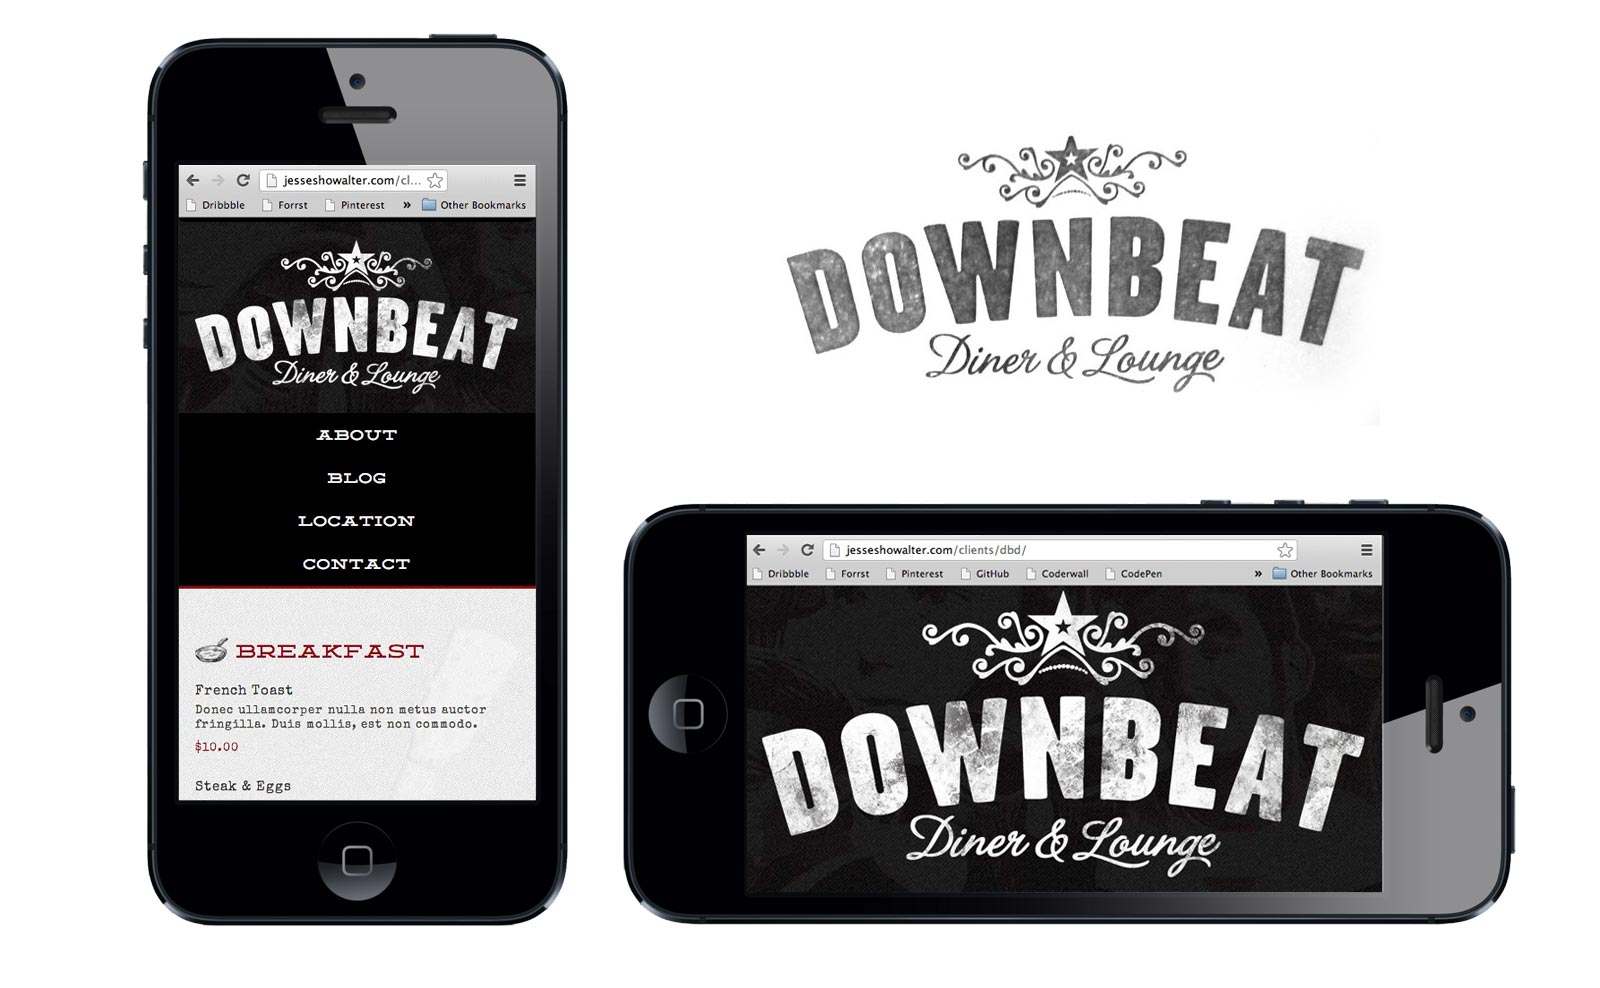 jesseshowalter.com/cl...
Dribbble Forrst Pinterest » Other Bookmarks
DOWNBEAT
Diner & Lounge
ABOUT
BLOG
LOCATION
CONTACT
BREAKFAST
French Toast
Donec ullamcorper nulla non metus auctor
fringilla. Duis mollis, est non commodo.
$10.00
Steak & Eggs
DOWNBEAT
Diner & Lounge
jesseshowalter.com/clients/dbd/
Dribbble Forrst Pinterest GitHub Coderwall CodePen » Other Bookmarks
DOWNBEAT
Diner & Lounge